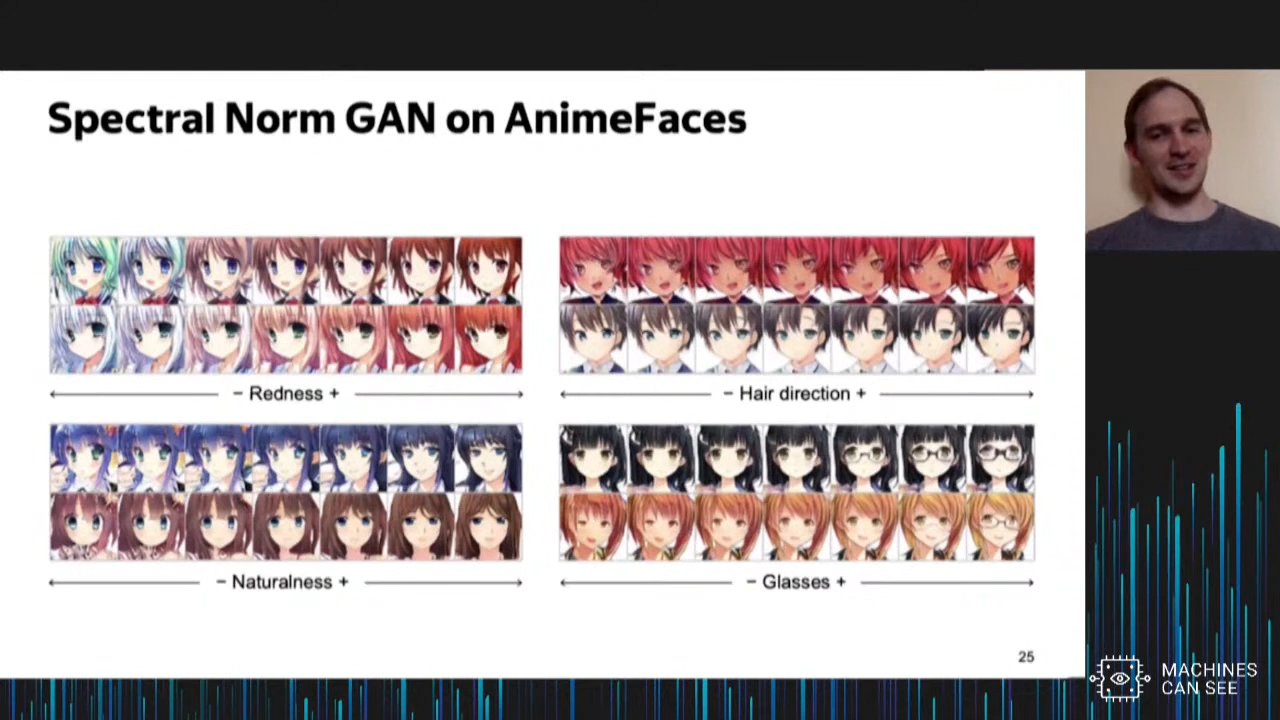 Spectral Norm GAN on AnimeFaces
− Redness +
− Hair direction +
− Naturalness +
− Glasses +
25
MACHINES
CAN SEE